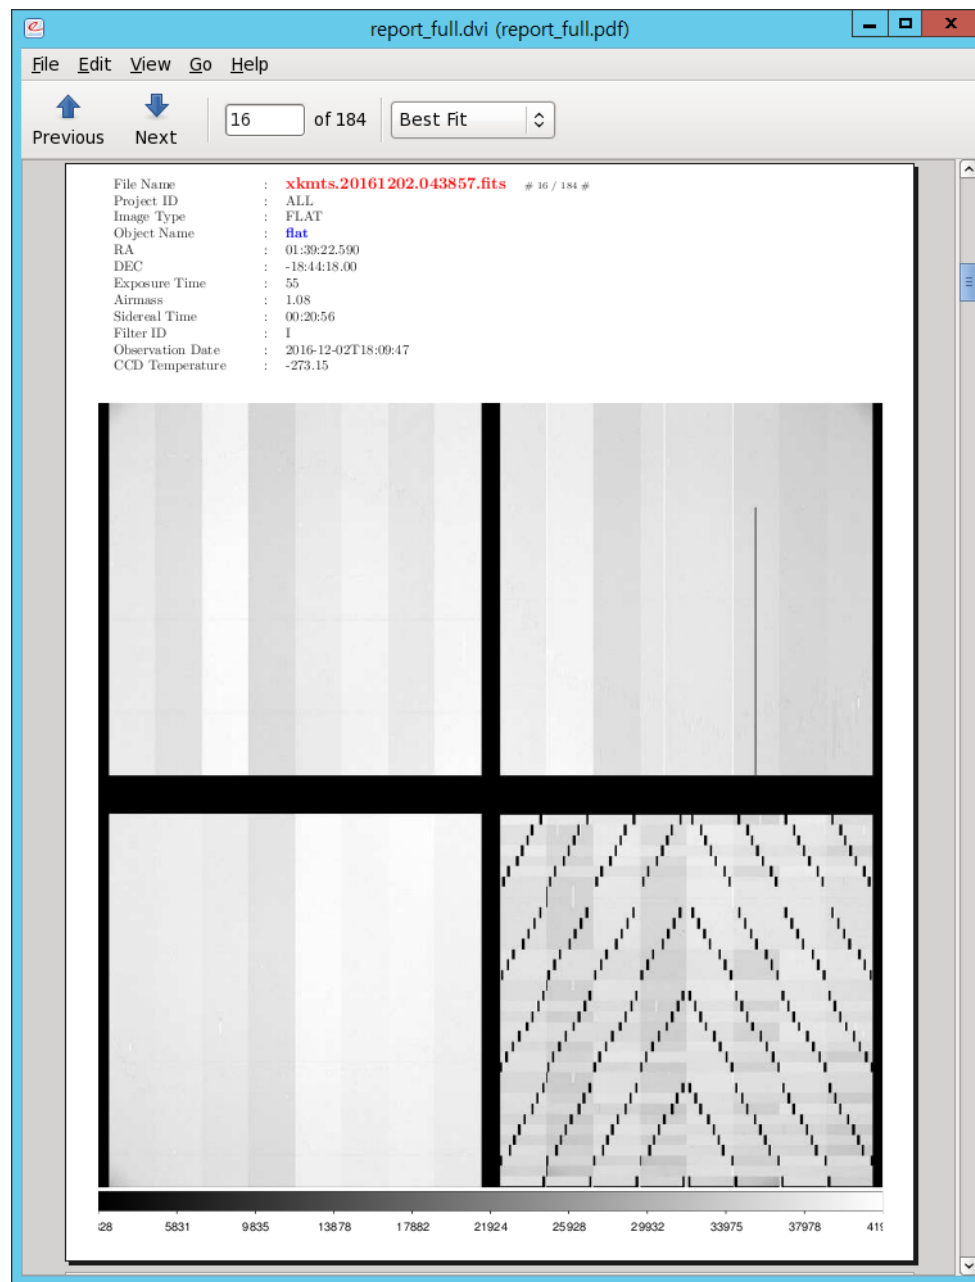 report_full.dvi (report_full.pdf)
File Edit View Go Help
Previous Next 16 of 184 Best Fit
File Name : xkmts.20161202.043857.fits # 16 / 184 #
Project ID : ALL
Image Type : FLAT
Object Name : flat
RA : 01:39:22.590
DEC : -18:44:18.00
Exposure Time : 55
Airmass : 1.08
Sidereal Time : 00:20:56
Filter ID : I
Observation Date : 2016-12-02T18:09:47
CCD Temperature : -273.15
5831 9835 13878 17882 21924 25928 29932 33975 37978